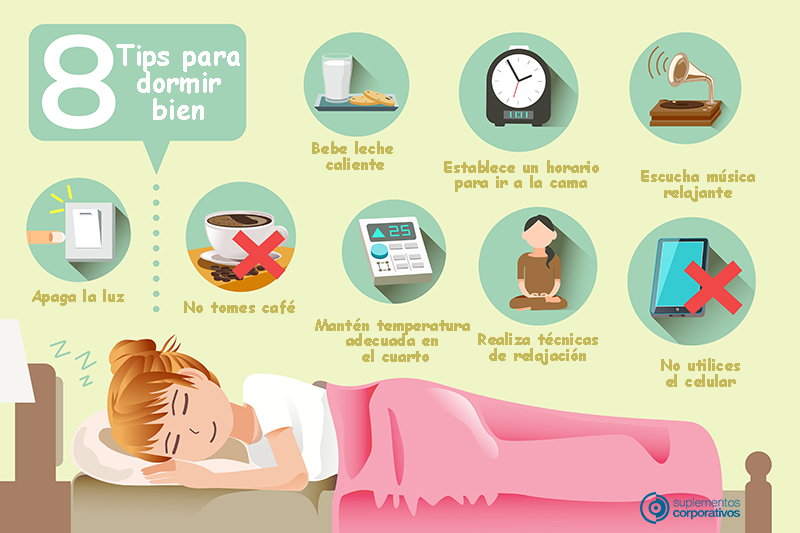 8
Tips para
dormir
bien
Bebe leche
caliente
Establece un horario
para ir a la cama
Escucha música
relajante
Apaga la luz
No tomes café
25
Mantén temperatura
adecuada en
el cuarto
Realiza técnicas
de relajación
No utilices
el celular
Z Z Z Z
suplementos
corporativos